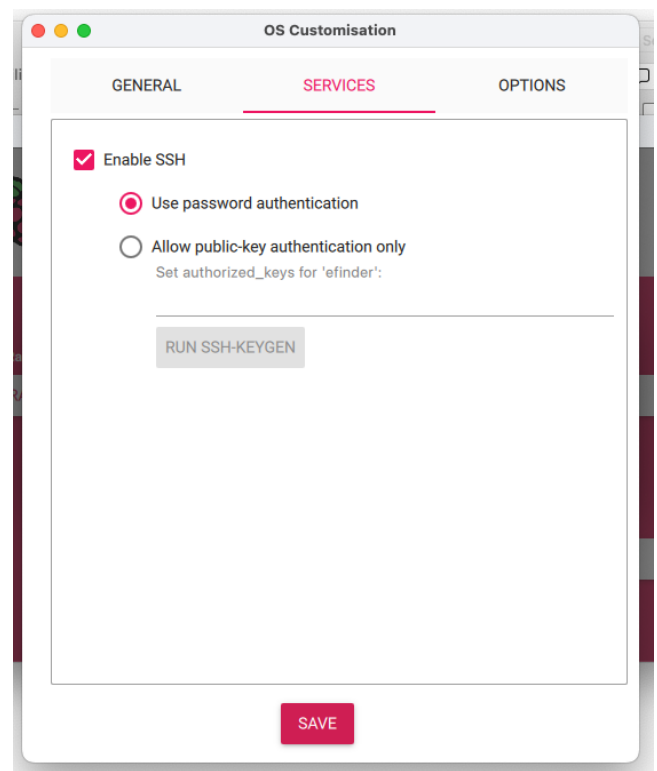 OS Customisation
GENERAL
SERVICES
OPTIONS
Enable SSH
Use password authentication
Allow public-key authentication only
Set authorized_keys for 'efinder':
RUN SSH-KEYGEN
SAVE